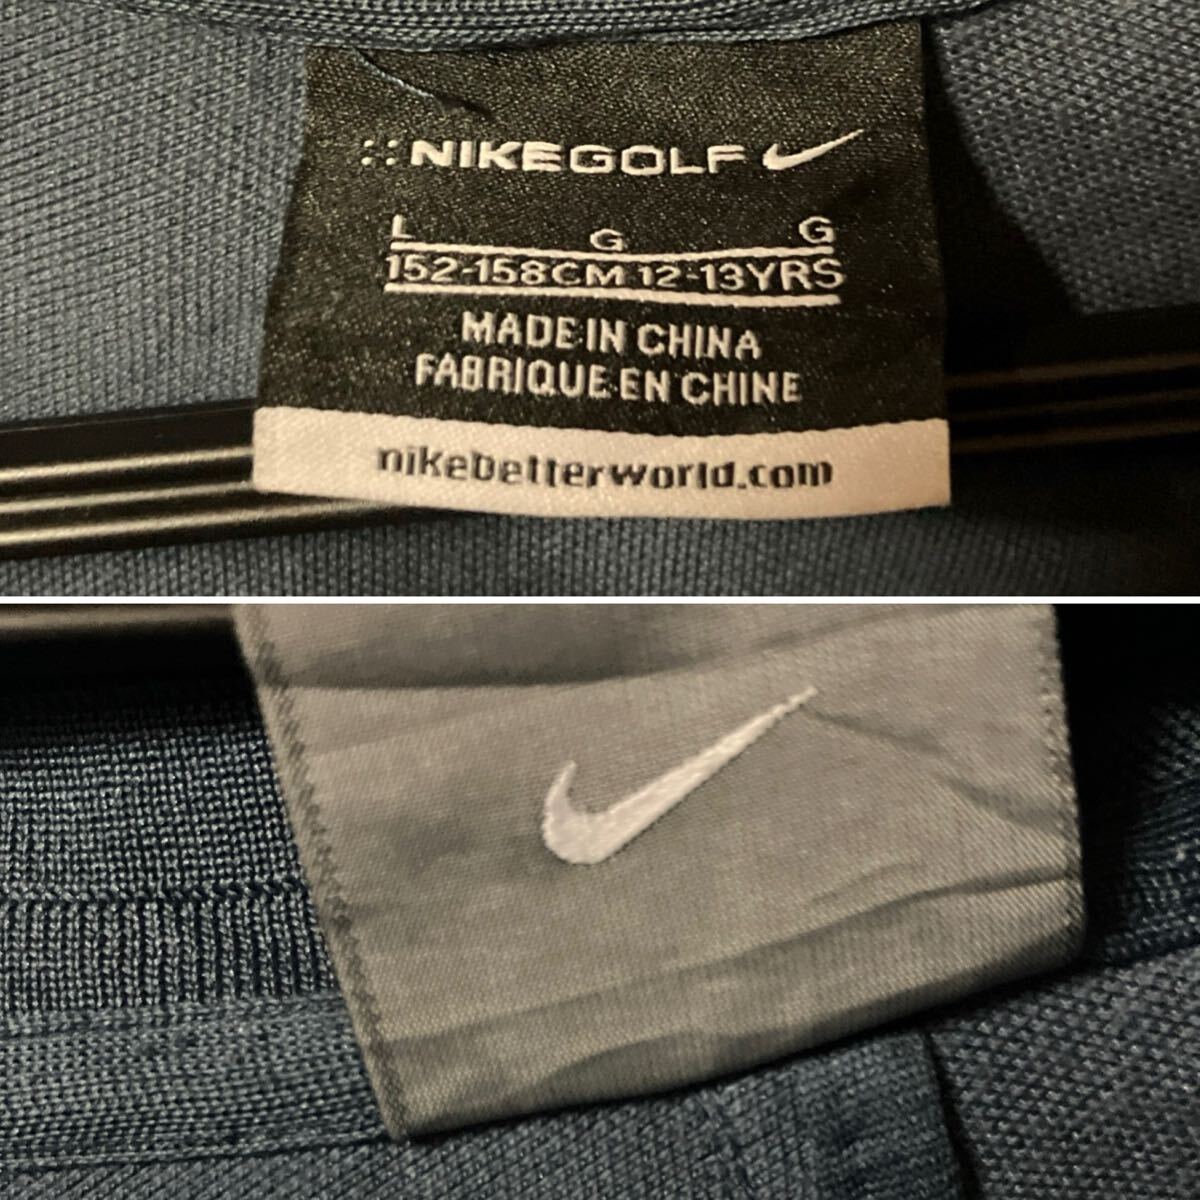 NIKEGOLF
L G G
152-158CM 12-13YRS
MADE IN CHINA
FABRIQUE EN CHINE
nikebetterworld.com